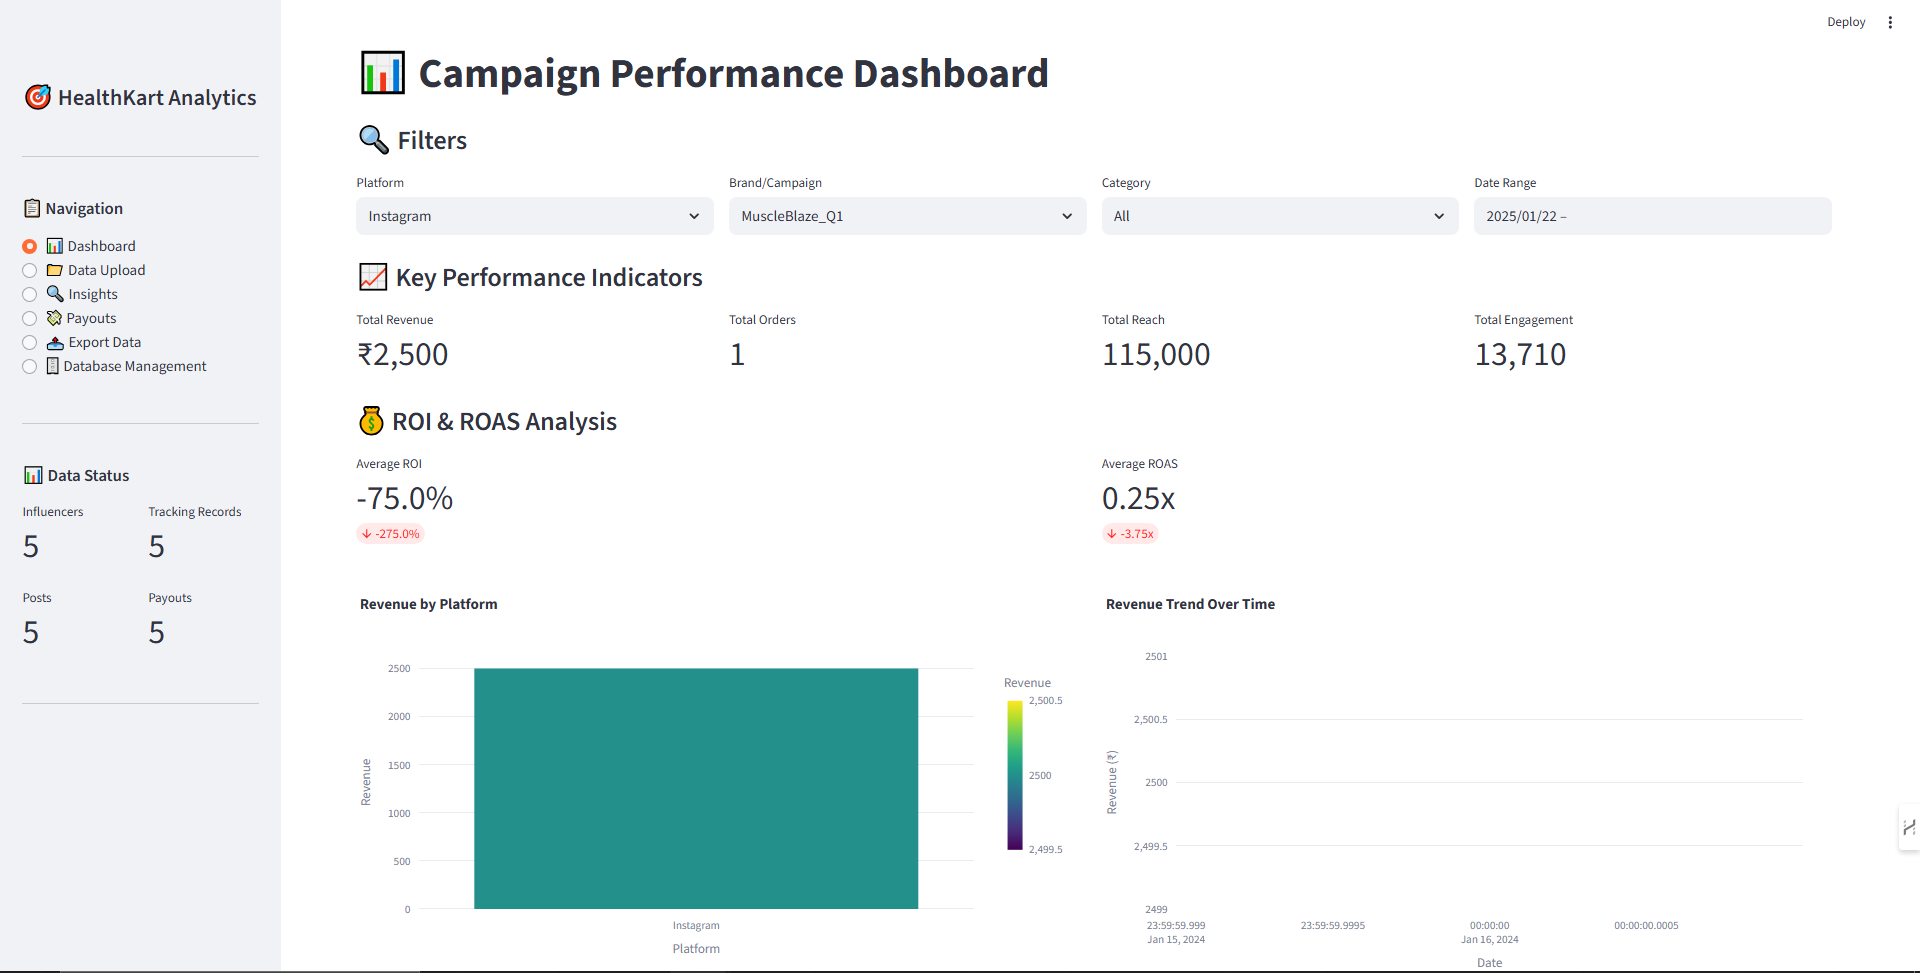 Deploy
HealthKart Analytics
Navigation
Dashboard
Data Upload
Insights
Payouts
Export Data
Database Management
Data Status
Influencers Tracking Records
5 5
Posts Payouts
5 5
Campaign Performance Dashboard
Filters
Platform Brand/Campaign Category Date Range
Instagram MuscleBlaze_Q1 All 2025/01/22 –
Key Performance Indicators
Total Revenue Total Orders Total Reach Total Engagement
₹2,500 1 115,000 13,710
ROI & ROAS Analysis
Average ROI Average ROAS
-75.0% 0.25x
-275.0% -3.75x
Revenue by Platform
Revenue
2500
2000
1500
1000
500
0
Instagram
Platform
Revenue
2,500.5
2500
2,499.5
Revenue Trend Over Time
Revenue (₹)
2501
2,500.5
2500
2,499.5
2499
23:59:59.999 23:59:59.9995 00:00:00 00:00:00.0005
Jan 15, 2024 Jan 16, 2024
Date